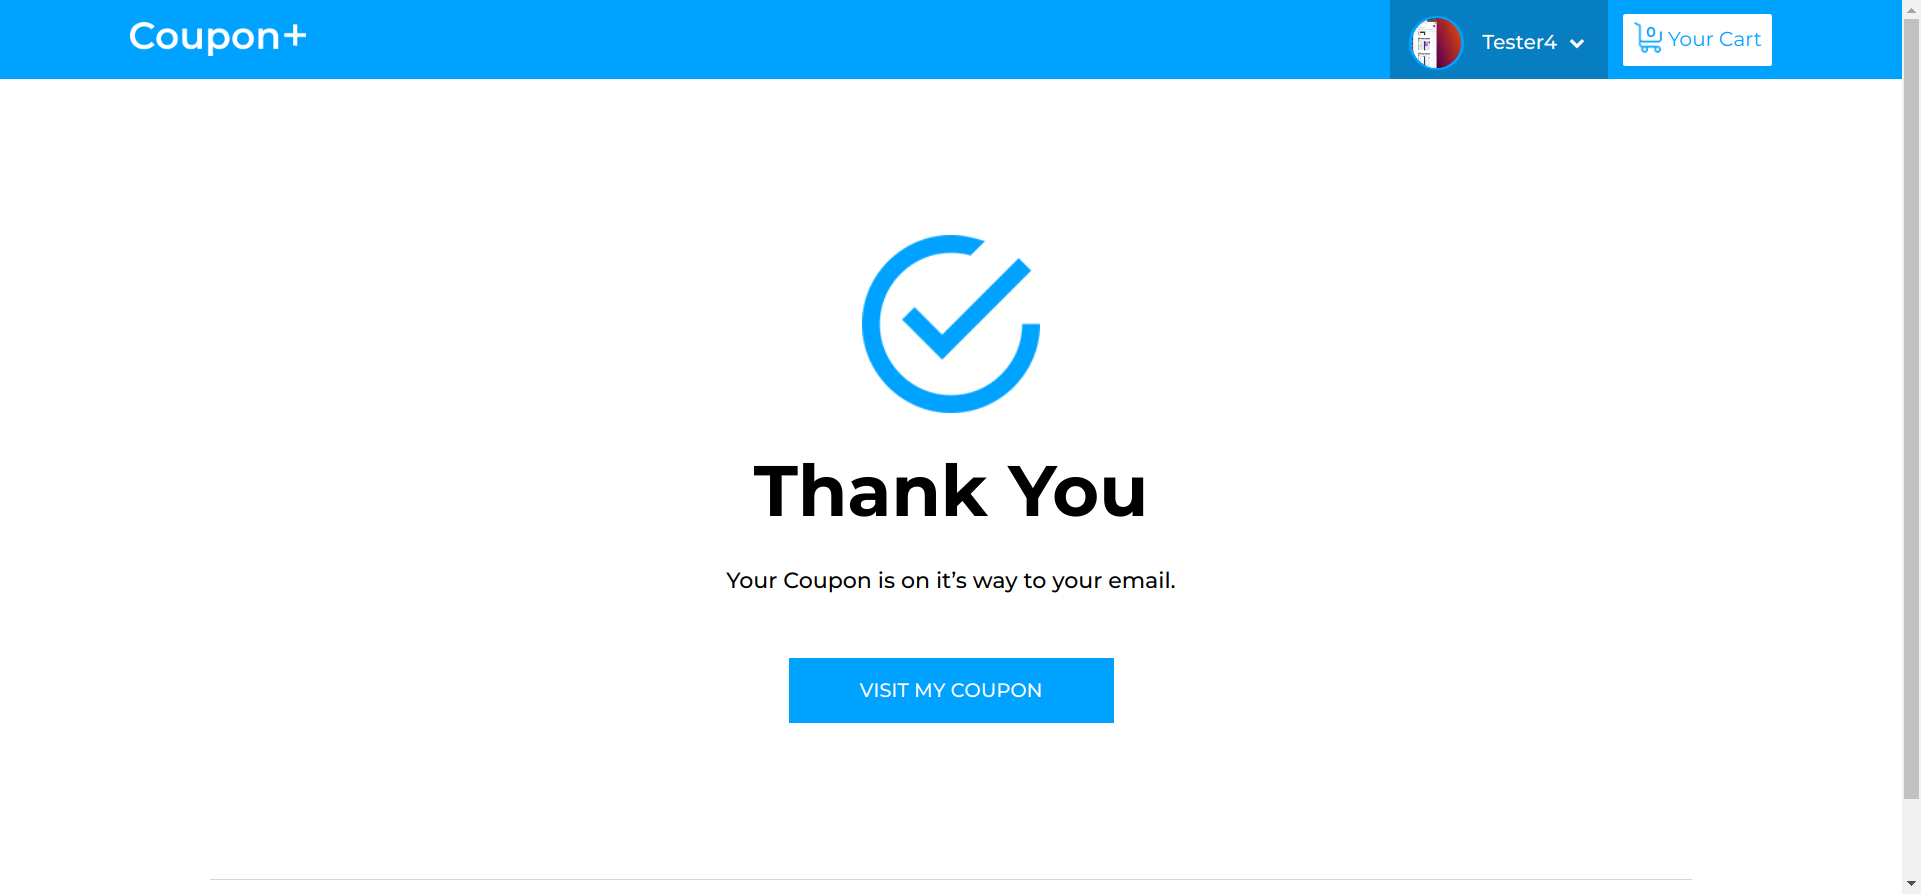 Coupon+
Tester4
0
Your Cart
Thank You
Your Coupon is on it’s way to your email.
VISIT MY COUPON